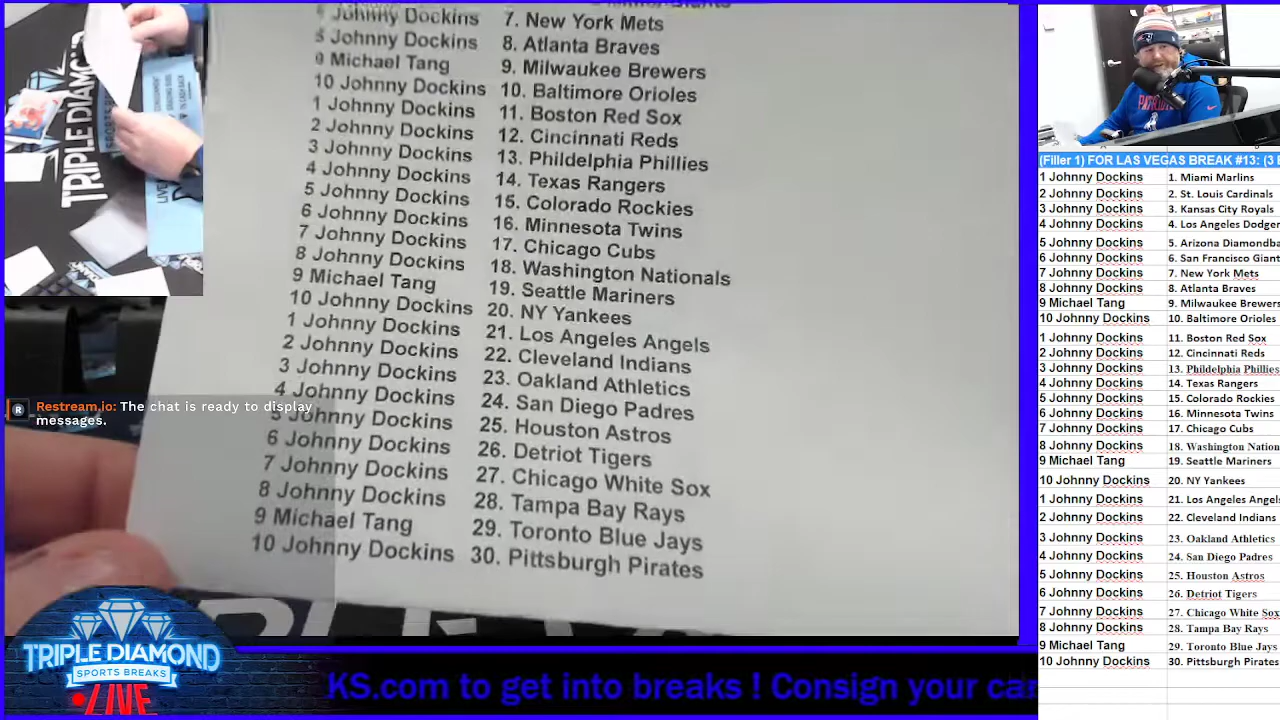 Johnny Dockins 7. New York Mets
8 Johnny Dockins 8. Atlanta Braves
9 Michael Tang 9. Milwaukee Brewers
10 Johnny Dockins 10. Baltimore Orioles
1 Johnny Dockins 11. Boston Red Sox
2 Johnny Dockins 12. Cincinnati Reds
3 Johnny Dockins 13. Phildelphia Phillies
4 Johnny Dockins 14. Texas Rangers
5 Johnny Dockins 15. Colorado Rockies
6 Johnny Dockins 16. Minnesota Twins
7 Johnny Dockins 17. Chicago Cubs
8 Johnny Dockins 18. Washington Nationals
9 Michael Tang 19. Seattle Mariners
10 Johnny Dockins 20. NY Yankees
1 Johnny Dockins 21. Los Angeles Angels
2 Johnny Dockins 22. Cleveland Indians
3 Johnny Dockins 23. Oakland Athletics
4 Johnny Dockins 24. San Diego Padres
5 Johnny Dockins 25. Houston Astros
6 Johnny Dockins 26. Detriot Tigers
7 Johnny Dockins 27. Chicago White Sox
8 Johnny Dockins 28. Tampa Bay Rays
9 Michael Tang 29. Toronto Blue Jays
10 Johnny Dockins 30. Pittsburgh Pirates
TRIPLE DIAMOND
Restream.io: The chat is ready to display
messages.
TRIPLE DIAMOND
SPORTS BREAKS
LIVE
KS.com to get into breaks ! Consign your car
(Filler 1) FOR LAS VEGAS BREAK #13: (3 B
1 Johnny Dockins 1. Miami Marlins
2 Johnny Dockins 2. St. Louis Cardinals
3 Johnny Dockins 3. Kansas City Royals
4 Johnny Dockins 4. Los Angeles Dodger
5 Johnny Dockins 5. Arizona Diamondba
6 Johnny Dockins 6. San Francisco Giant
7 Johnny Dockins 7. New York Mets
8 Johnny Dockins 8. Atlanta Braves
9 Michael Tang 9. Milwaukee Brewers
10 Johnny Dockins 10. Baltimore Orioles
1 Johnny Dockins 11. Boston Red Sox
2 Johnny Dockins 12. Cincinnati Reds
3 Johnny Dockins 13. Phildelphia Phillies
4 Johnny Dockins 14. Texas Rangers
5 Johnny Dockins 15. Colorado Rockies
6 Johnny Dockins 16. Minnesota Twins
7 Johnny Dockins 17. Chicago Cubs
8 Johnny Dockins 18. Washington Nation
9 Michael Tang 19. Seattle Mariners
10 Johnny Dockins 20. NY Yankees
1 Johnny Dockins 21. Los Angeles Angels
2 Johnny Dockins 22. Cleveland Indians
3 Johnny Dockins 23. Oakland Athletics
4 Johnny Dockins 24. San Diego Padres
5 Johnny Dockins 25. Houston Astros
6 Johnny Dockins 26. Detriot Tigers
7 Johnny Dockins 27. Chicago White Sox
8 Johnny Dockins 28. Tampa Bay Rays
9 Michael Tang 29. Toronto Blue Jays
10 Johnny Dockins 30. Pittsburgh Pirates